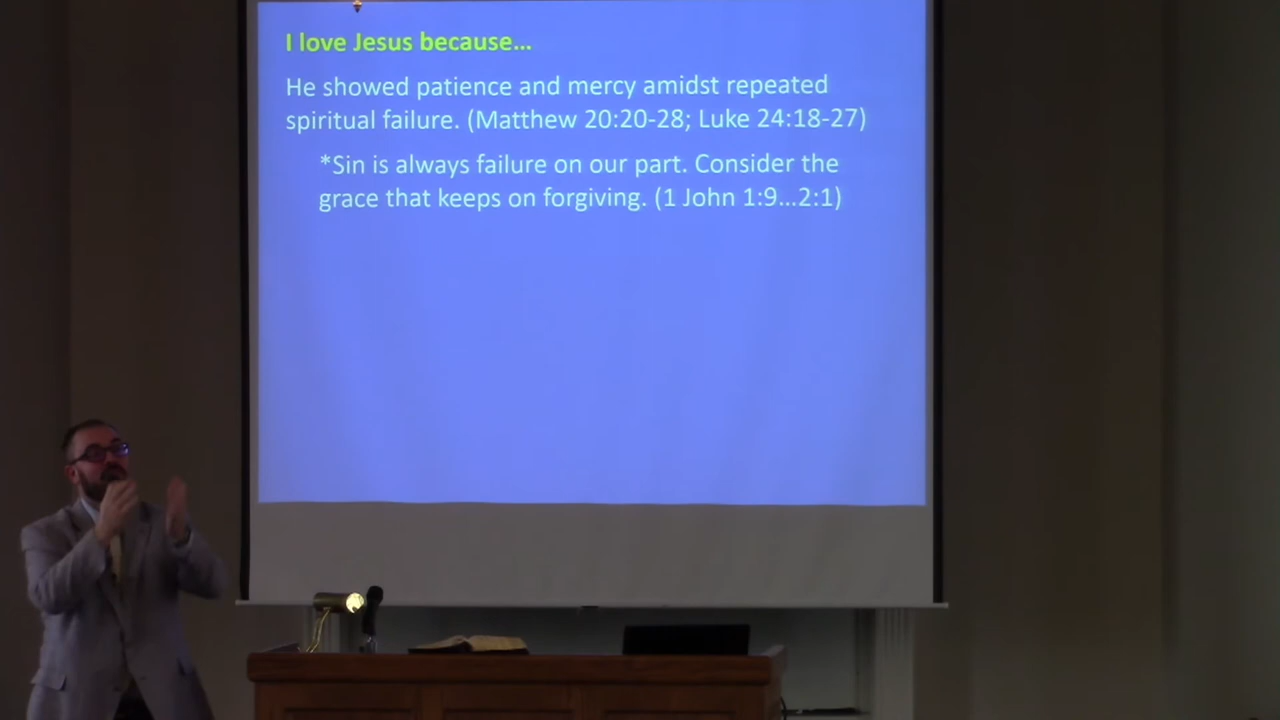 I love Jesus because…
He showed patience and mercy amidst repeated
spiritual failure. (Matthew 20:20-28; Luke 24:18-27)
*Sin is always failure on our part. Consider the
grace that keeps on forgiving. (1 John 1:9…2:1)